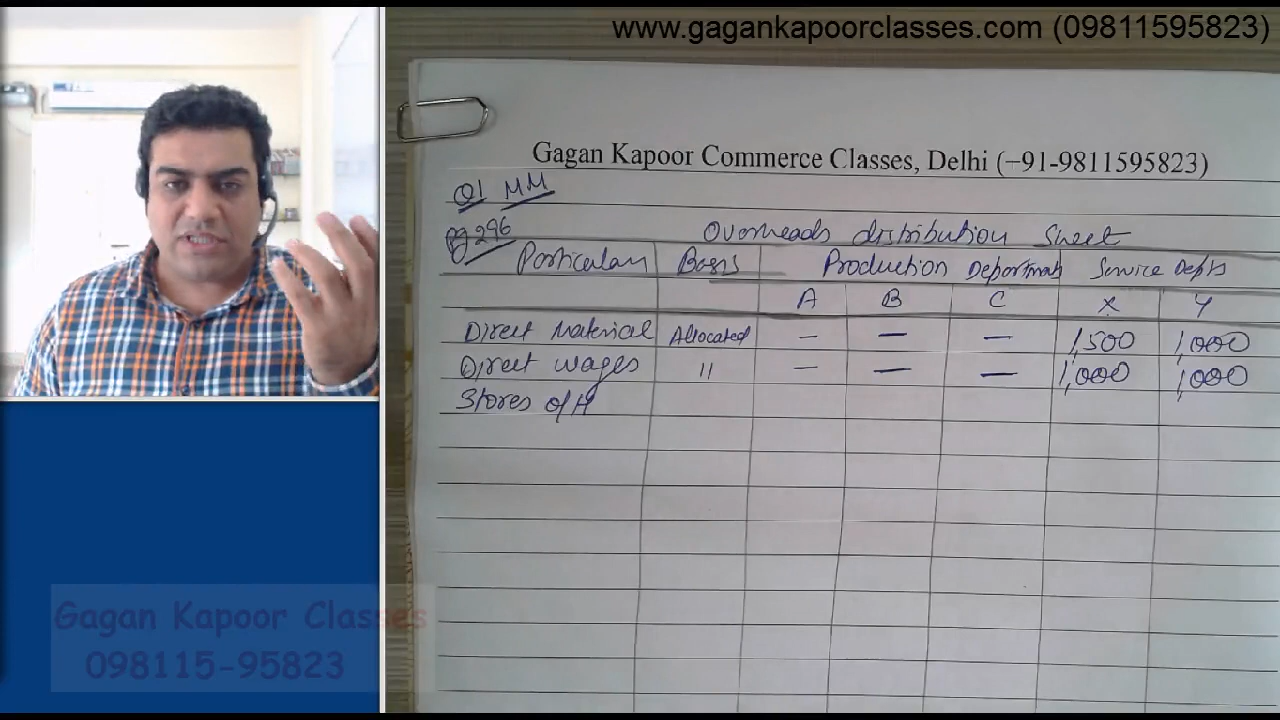 www.gagankapoorclasses.com (09811595823)
Gagan Kapoor Commerce Classes, Delhi (+91-9811595823)
Q1 MM
pg 296
Overheads distribution Sheet
Particulars Basis Production Departments Service Depts
A B C X Y
Direct Material Allocated — — — 1,500 1,000
Direct wages " — — — 1,000 1,000
Stores O/H
Gagan Kapoor Classes
098115-95823